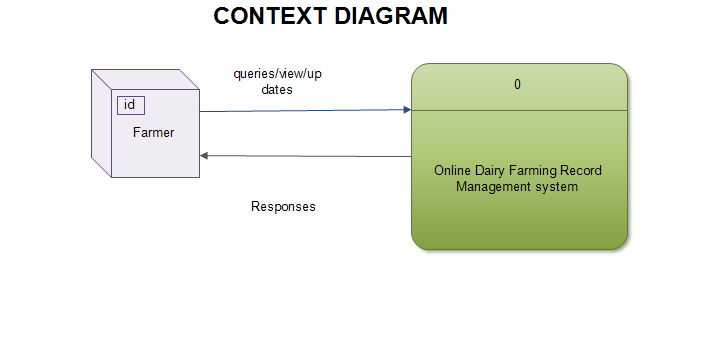 CONTEXT DIAGRAM
queries/view/up
dates
0
id
Farmer
Online Dairy Farming Record
Management system
Responses